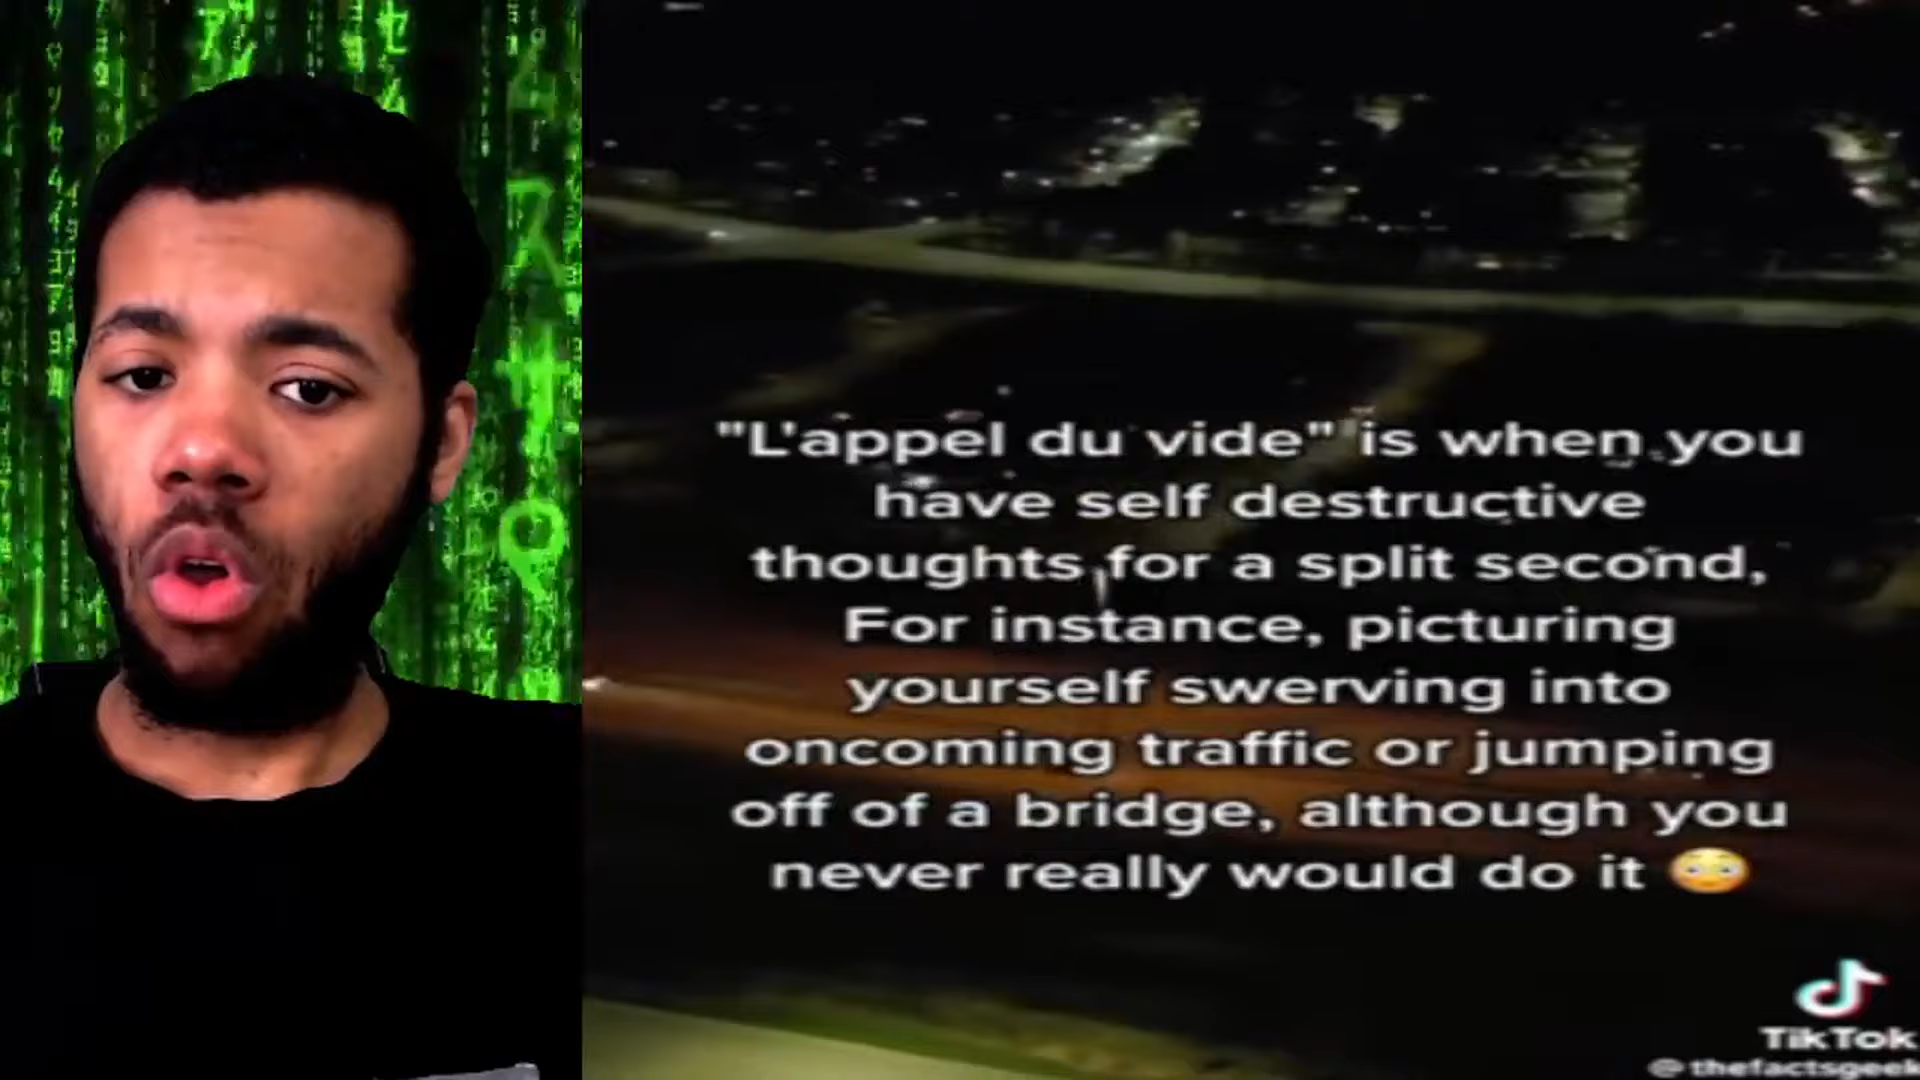 "L'appel du vide" is when you
have self destructive
thoughts for a split second,
For instance, picturing
yourself swerving into
oncoming traffic or jumping
off of a bridge, although you
never really would do it 😳
TikTok
@thefactsgeek